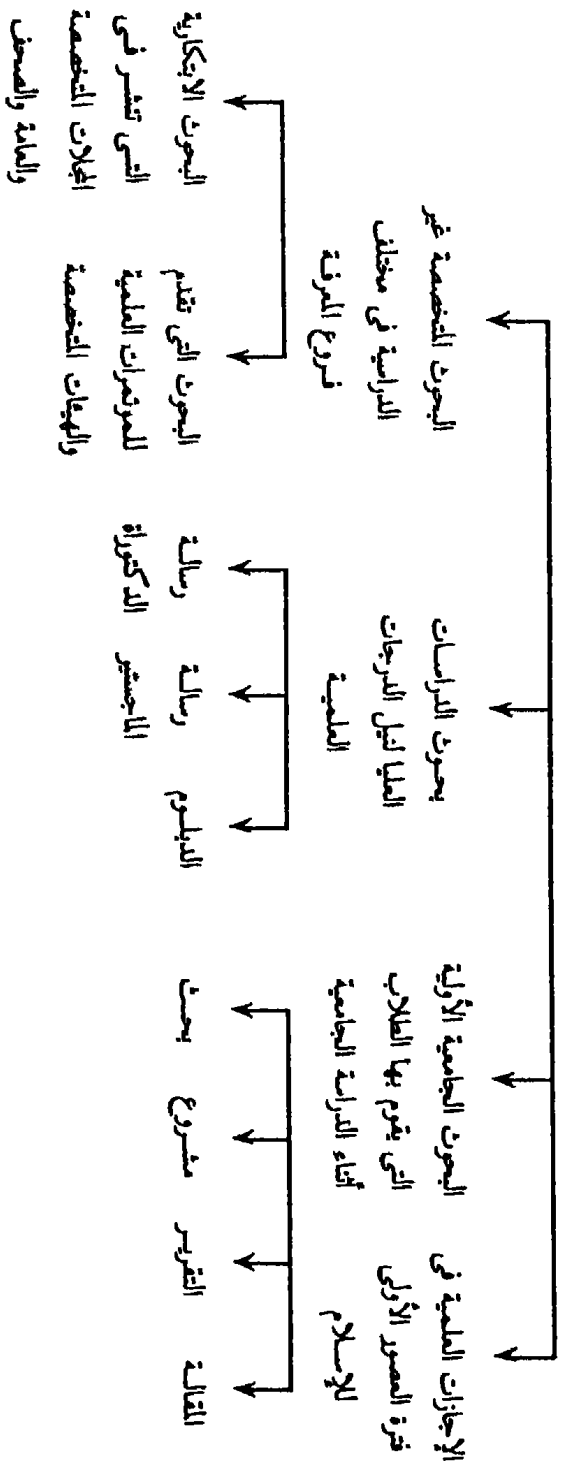 الإجازات العلمية فى
فترة العصور الأولى
للإسلام
البحوث الجامعية الأولية
التي يقوم بها الطلاب
أثناء الدراسة الجامعية
بحوث الدراسات
العليا لنيل الدرجات
العلمية
البحوث المتخصصة غير
الدراسية فى مختلف
فروع المعرفة
المقالة
التقرير
مشروع
بحث
الدبلوم
رسالة
الماجستير
رسالة
الدكتوراة
البحوث التى تقدم
للمؤتمرات العلمية
والهيئات المتخصصة
البحوث الابتكارية
التى تنشر فى
المجلات المتخصصة
والعامة والصحف